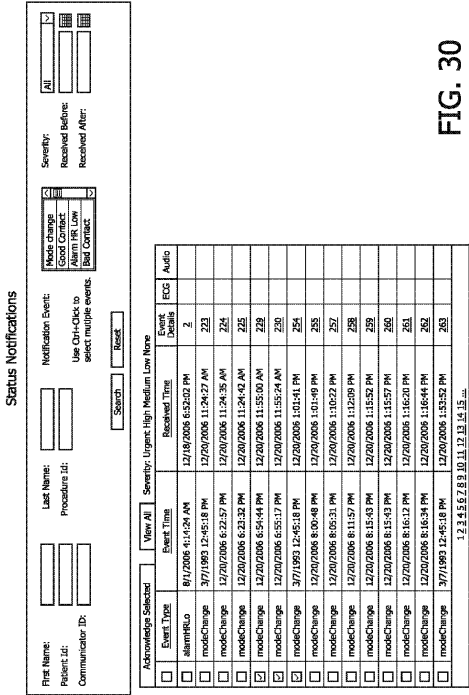 Status Notifications
First Name: Last Name: Notification Event: Mode change Severity: All
Good Contact
Alarm HR Low
Bad Contact
Patient Id: Procedure Id: Use Ctrl+Click to select mutiple events. Received Before:
Communicator ID: Received After:
Search Reset
Acknowledge Selected View All Severity: Urgent High Medium Low None
Event Type Event Time Received Time Event Details ECG Audio
alarmHRLo 8/1/2006 4:14:24 AM 12/18/2006 6:52:02 PM 2
modeChange 3/7/1993 12:45:18 PM 12/20/2006 11:24:27 AM 223
modeChange 12/20/2006 6:22:57 PM 12/20/2006 11:24:35 AM 224
modeChange 12/20/2006 6:23:32 PM 12/20/2006 11:24:42 AM 225
modeChange 12/20/2006 6:54:44 PM 12/20/2006 11:55:00 AM 229
modeChange 12/20/2006 6:55:17 PM 12/20/2006 11:55:24 AM 230
modeChange 3/7/1993 12:45:18 PM 12/20/2006 1:01:41 PM 254
modeChange 12/20/2006 8:00:48 PM 12/20/2006 1:01:49 PM 255
modeChange 12/20/2006 8:05:31 PM 12/20/2006 1:10:22 PM 257
modeChange 12/20/2006 8:11:57 PM 12/20/2006 1:12:09 PM 258
modeChange 12/20/2006 8:15:43 PM 12/20/2006 1:15:52 PM 259
modeChange 12/20/2006 8:15:43 PM 12/20/2006 1:15:57 PM 260
modeChange 12/20/2006 8:16:12 PM 12/20/2006 1:16:20 PM 261
modeChange 12/20/2006 8:16:34 PM 12/20/2006 1:16:44 PM 262
modeChange 3/7/1993 12:45:18 PM 12/20/2006 1:53:52 PM 263
1 2 3 4 5 6 7 8 9 10 11 12 13 14 15 ...
FIG. 30